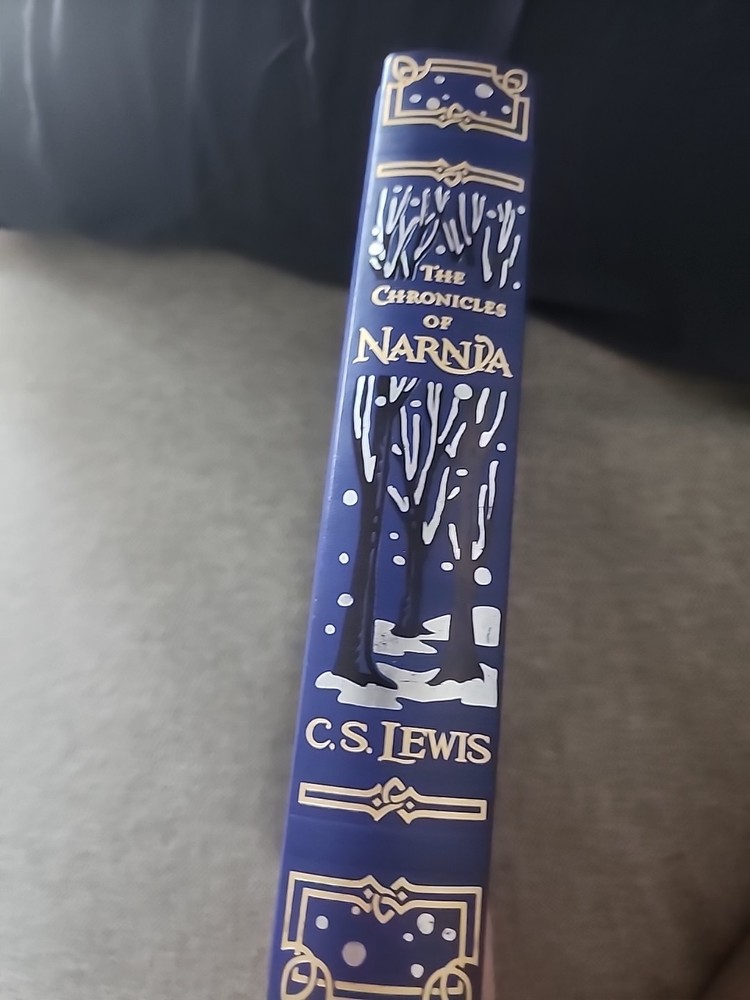 THE
CHRONICLES
OF
NARNIA
C.S. LEWIS